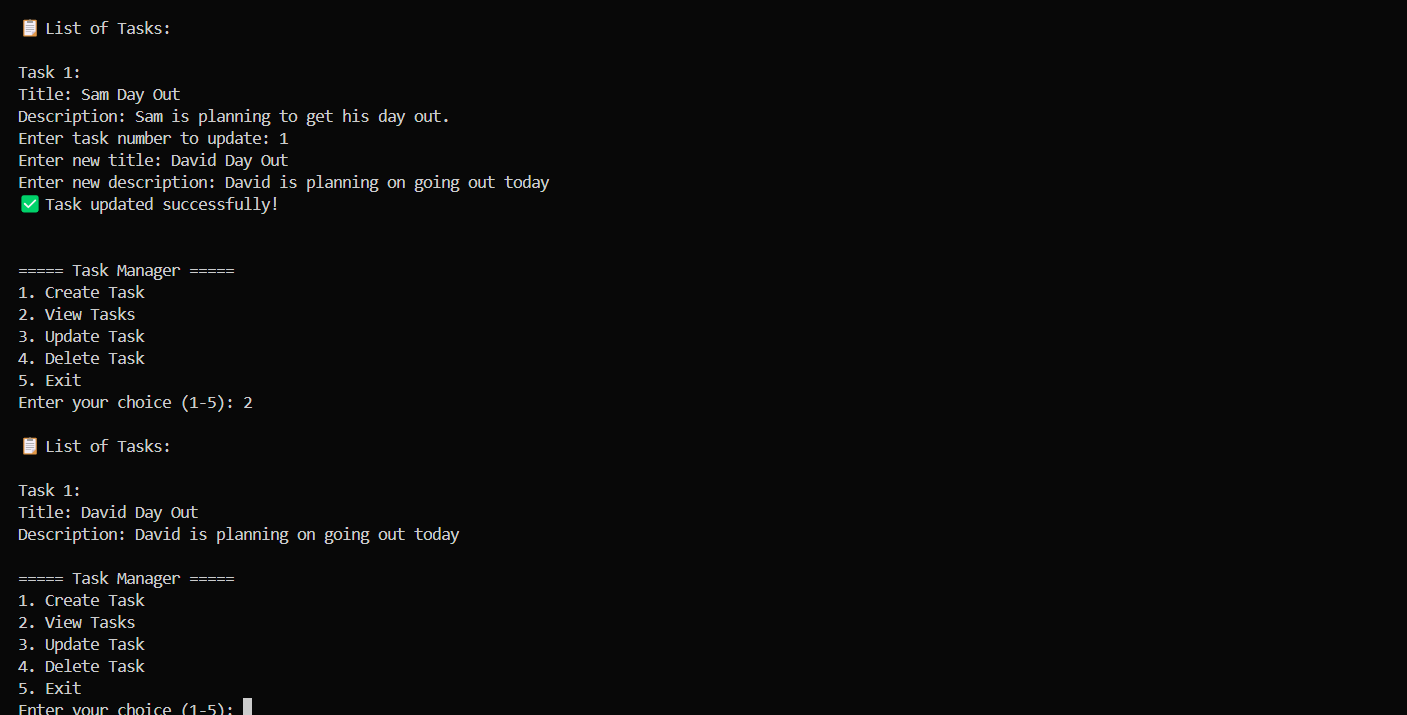 📋 List of Tasks:
Task 1:
Title: Sam Day Out
Description: Sam is planning to get his day out.
Enter task number to update: 1
Enter new title: David Day Out
Enter new description: David is planning on going out today
✅ Task updated successfully!
===== Task Manager =====
1. Create Task
2. View Tasks
3. Update Task
4. Delete Task
5. Exit
Enter your choice (1-5): 2
📋 List of Tasks:
Task 1:
Title: David Day Out
Description: David is planning on going out today
===== Task Manager =====
1. Create Task
2. View Tasks
3. Update Task
4. Delete Task
5. Exit
Enter your choice (1-5):